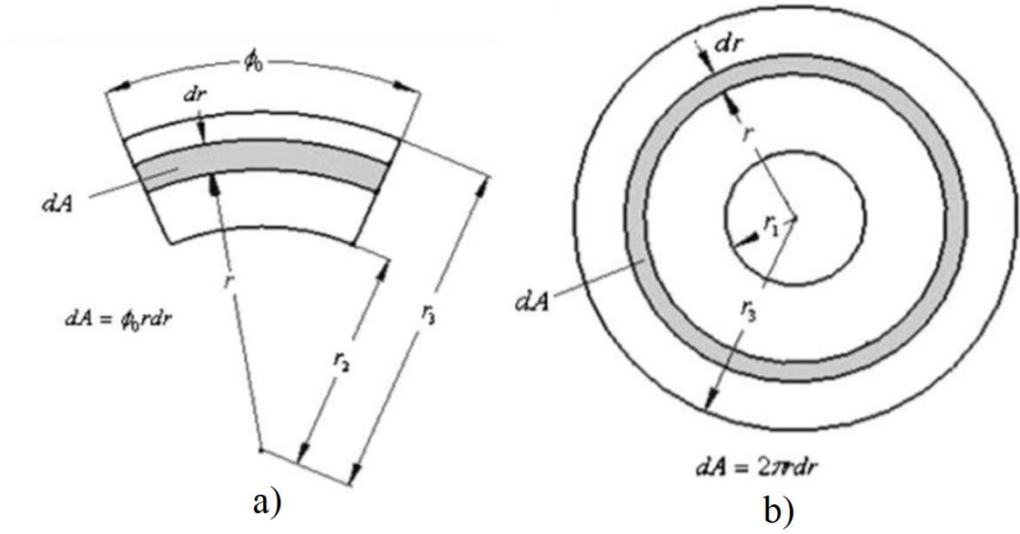 ϕ₀
dr
dA
r
r₃
r₂
dA = ϕ₀rdr
a)
dr
r
r₁
dA
r₃
dA = 2πrdr
b)